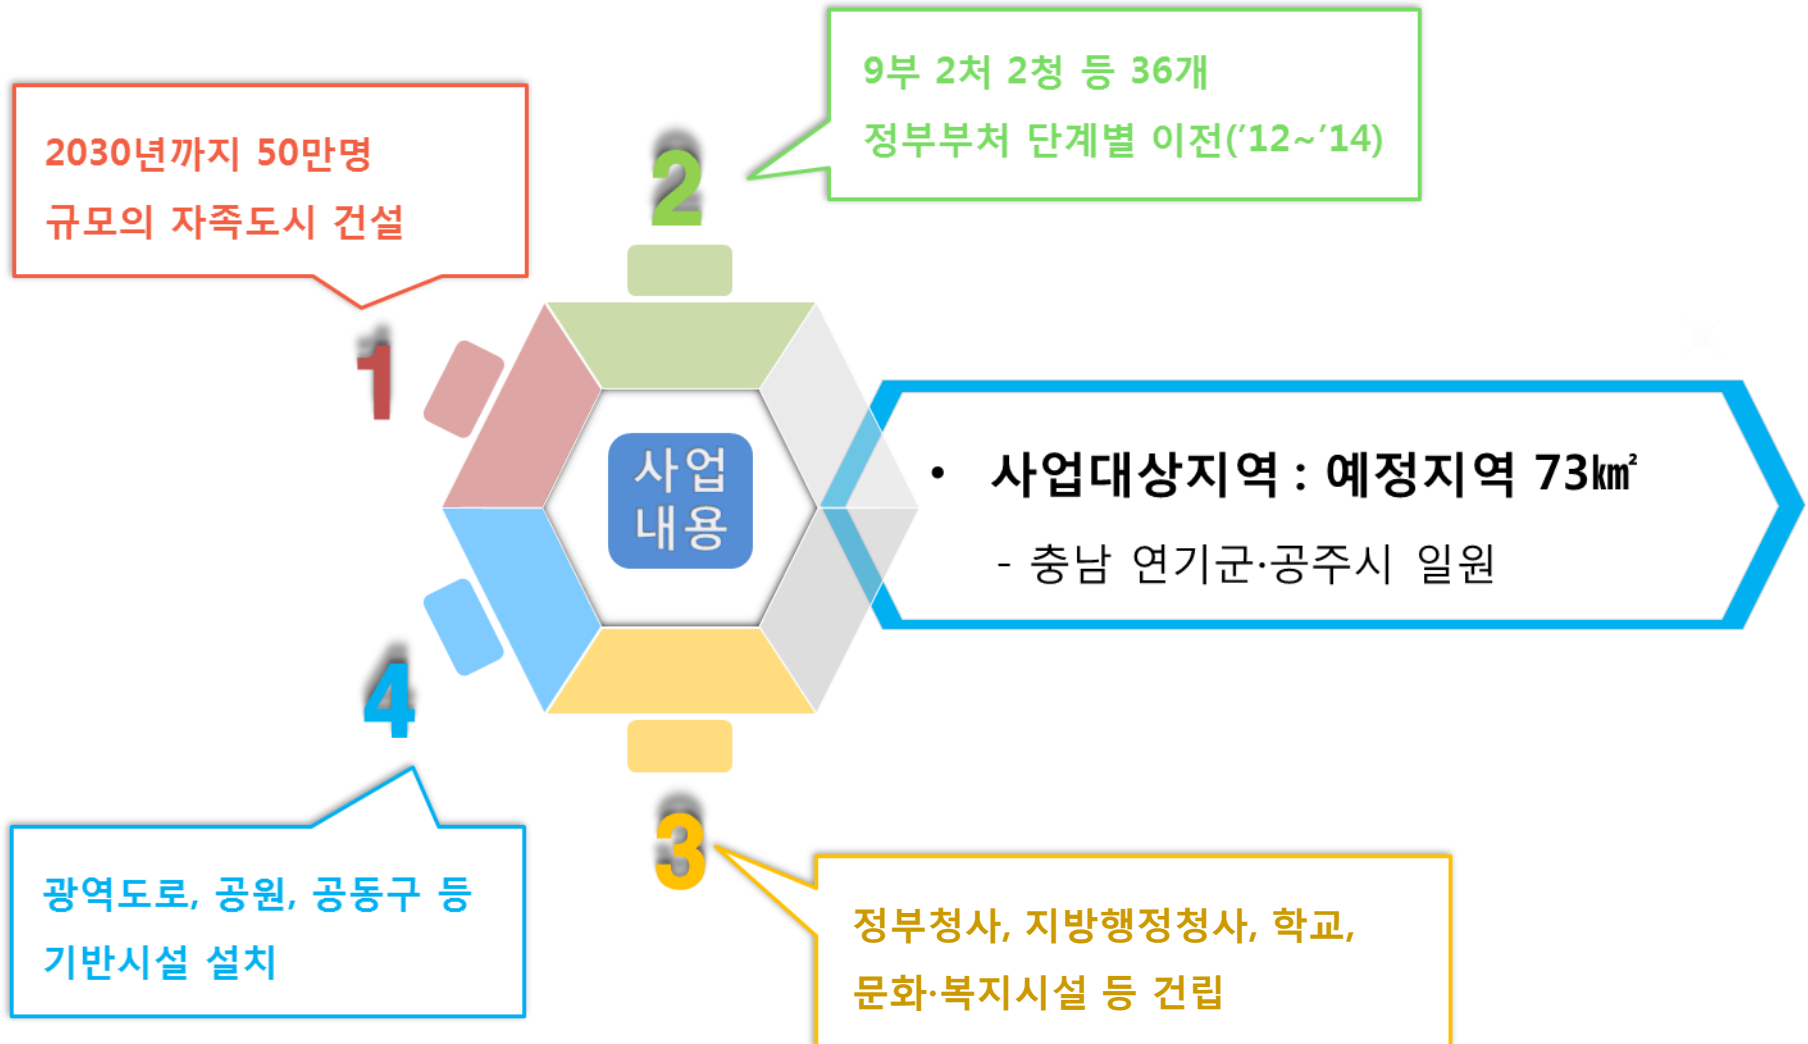 2030년까지 50만명
규모의 자족도시 건설
1
9부 2처 2청 등 36개
정부부처 단계별 이전(’12~’14)
2
사업
내용
• 사업대상지역 : 예정지역 73㎢
- 충남 연기군·공주시 일원
4
광역도로, 공원, 공동구 등
기반시설 설치
3
정부청사, 지방행정청사, 학교,
문화·복지시설 등 건립